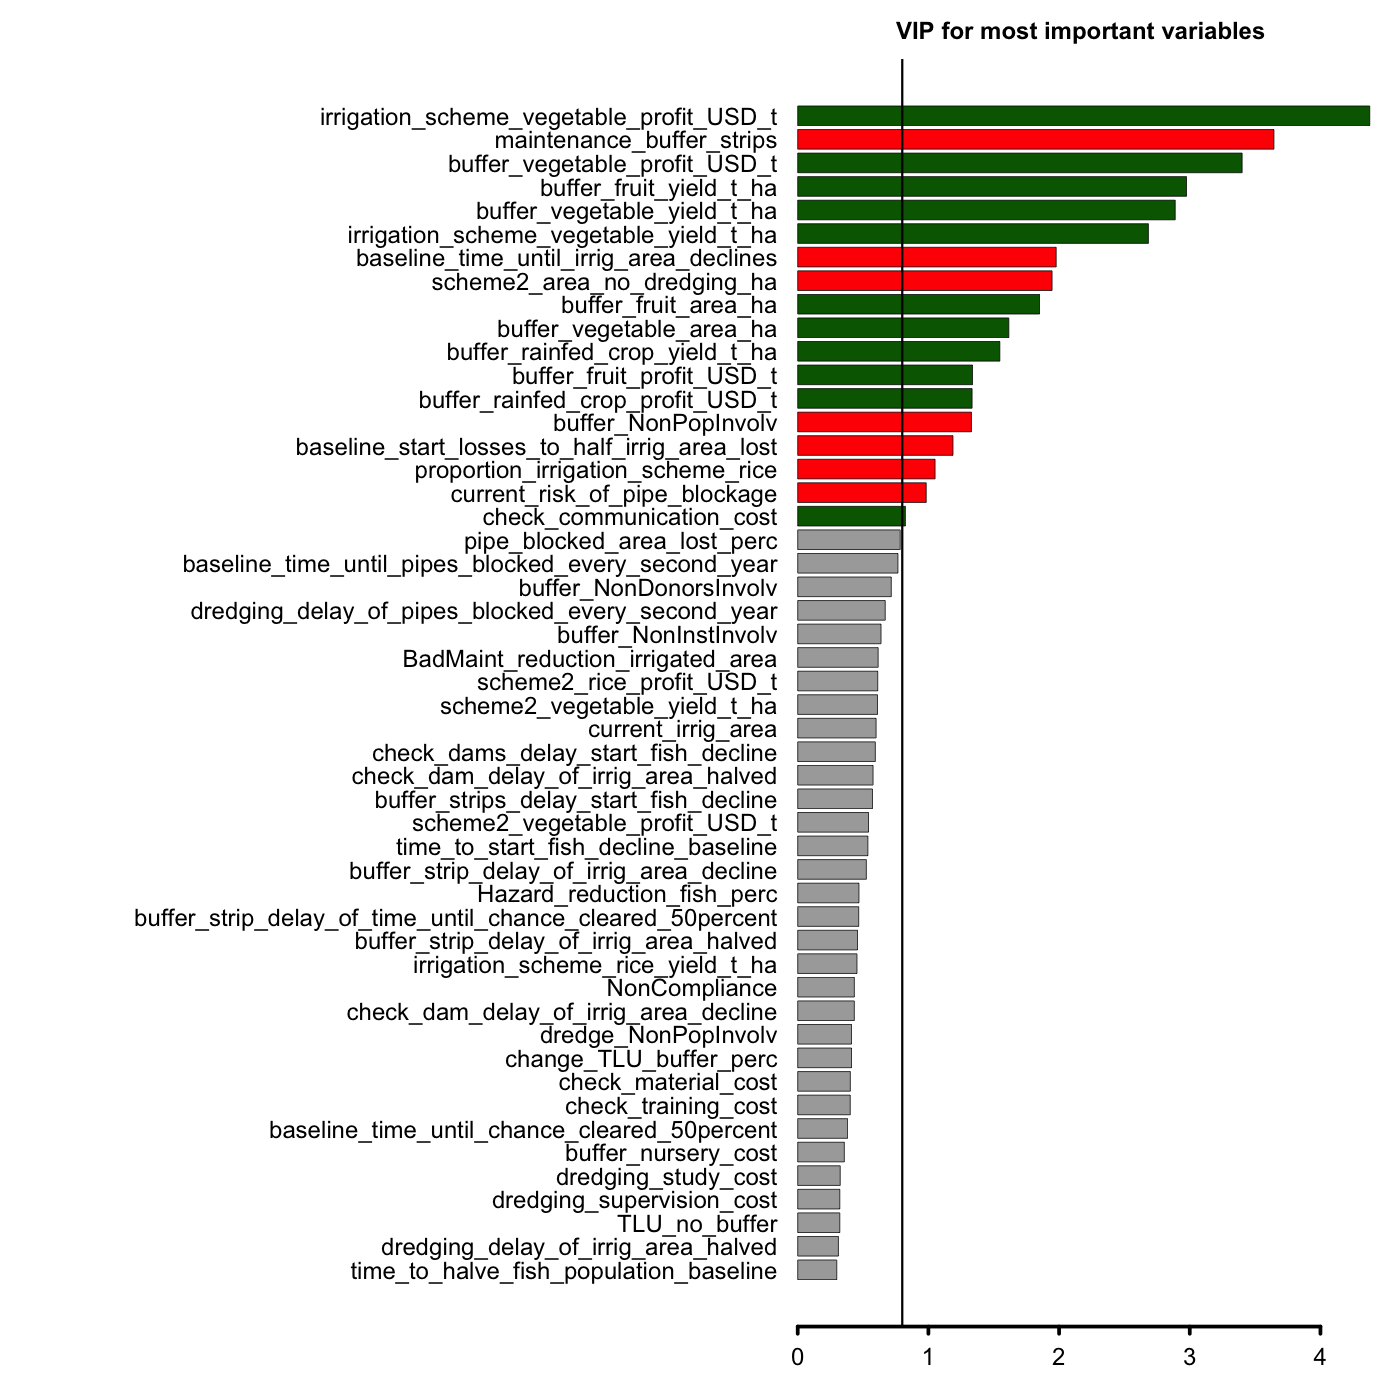 VIP for most important variables
irrigation_scheme_vegetable_profit_USD_t
maintenance_buffer_strips
buffer_vegetable_profit_USD_t
buffer_fruit_yield_t_ha
buffer_vegetable_yield_t_ha
irrigation_scheme_vegetable_yield_t_ha
baseline_time_until_irrig_area_declines
scheme2_area_no_dredging_ha
buffer_fruit_area_ha
buffer_vegetable_area_ha
buffer_rainfed_crop_yield_t_ha
buffer_fruit_profit_USD_t
buffer_rainfed_crop_profit_USD_t
buffer_NonPopInvolv
baseline_start_losses_to_half_irrig_area_lost
proportion_irrigation_scheme_rice
current_risk_of_pipe_blockage
check_communication_cost
pipe_blocked_area_lost_perc
baseline_time_until_pipes_blocked_every_second_year
buffer_NonDonorsInvolv
dredging_delay_of_pipes_blocked_every_second_year
buffer_NonInstInvolv
BadMaint_reduction_irrigated_area
scheme2_rice_profit_USD_t
scheme2_vegetable_yield_t_ha
current_irrig_area
check_dams_delay_start_fish_decline
check_dam_delay_of_irrig_area_halved
buffer_strips_delay_start_fish_decline
scheme2_vegetable_profit_USD_t
time_to_start_fish_decline_baseline
buffer_strip_delay_of_irrig_area_decline
Hazard_reduction_fish_perc
buffer_strip_delay_of_time_until_chance_cleared_50percent
buffer_strip_delay_of_irrig_area_halved
irrigation_scheme_rice_yield_t_ha
NonCompliance
check_dam_delay_of_irrig_area_decline
dredge_NonPopInvolv
change_TLU_buffer_perc
check_material_cost
check_training_cost
baseline_time_until_chance_cleared_50percent
buffer_nursery_cost
dredging_study_cost
dredging_supervision_cost
TLU_no_buffer
dredging_delay_of_irrig_area_halved
time_to_halve_fish_population_baseline
0 1 2 3 4